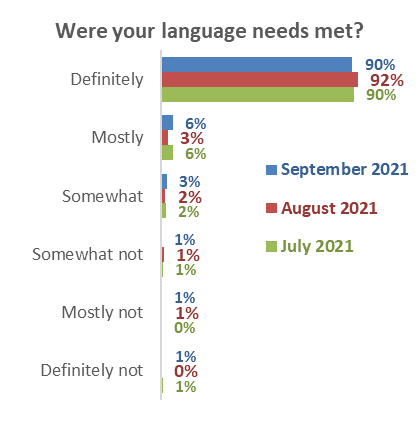 Were your language needs met?
Definitely
90%
92%
90%
Mostly
6%
3%
6%
Somewhat
3%
2%
2%
Somewhat not
1%
1%
1%
Mostly not
1%
1%
0%
Definitely not
1%
0%
1%
September 2021
August 2021
July 2021